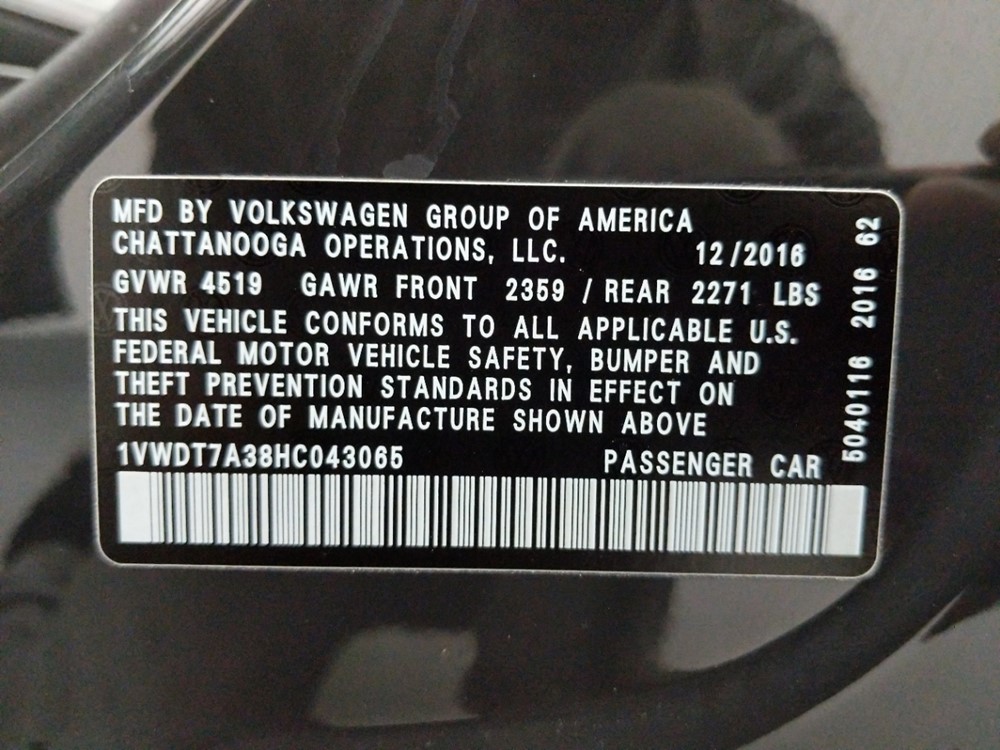 MFD BY VOLKSWAGEN GROUP OF AMERICA
CHATTANOOGA OPERATIONS, LLC. 12/2016
GVWR 4519 GAWR FRONT 2359 / REAR 2271 LBS
THIS VEHICLE CONFORMS TO ALL APPLICABLE U.S.
FEDERAL MOTOR VEHICLE SAFETY, BUMPER AND
THEFT PREVENTION STANDARDS IN EFFECT ON
THE DATE OF MANUFACTURE SHOWN ABOVE
1VWDT7A38HC043065 PASSENGER CAR
5040116 2016 62